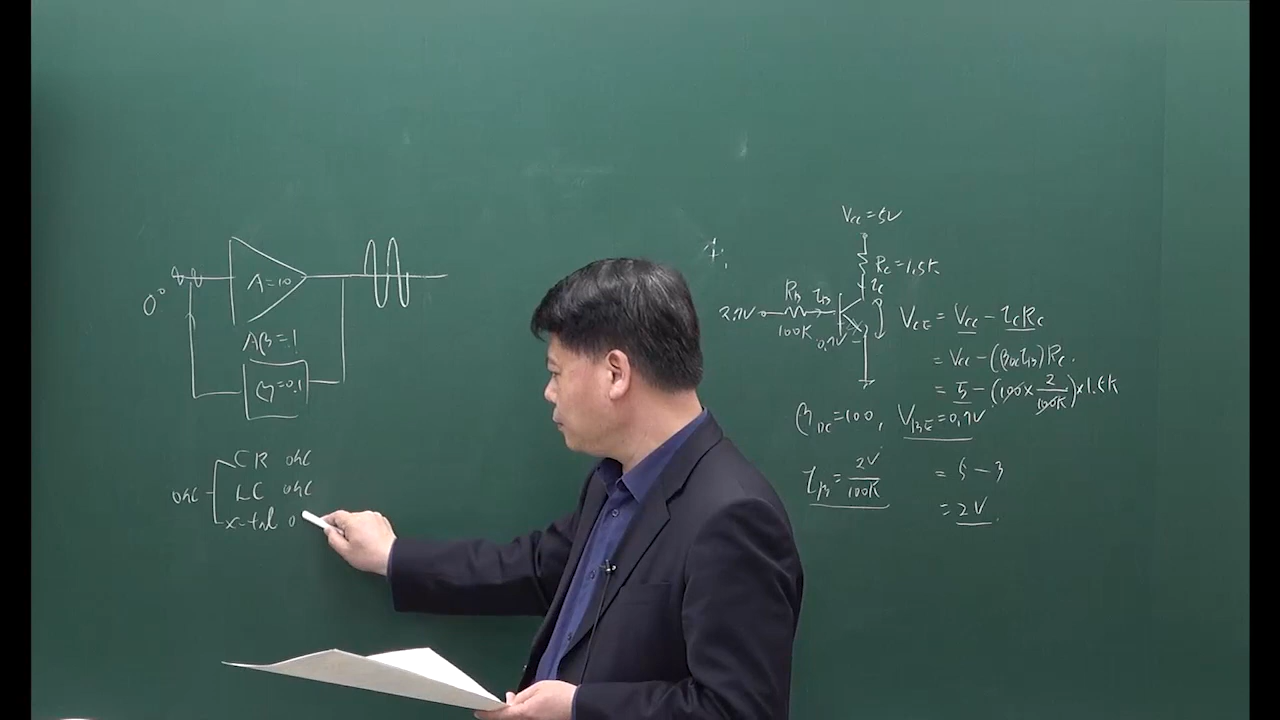 A=10
0°
Aβ=1
β=0.1
osc
CR osc
LC osc
x-tal o
4.
Vcc=5V
Rc=1.5K
Ic
RB IB
2.7V
100K 0.7V
VCE = Vcc - IcRc
= Vcc - (βDC IB)Rc.
= 5 - (100 x 2/100K) x 1.5K
βDC=100, VBE=0.7V
IB = 2V/100K
= 5 - 3
= 2V.